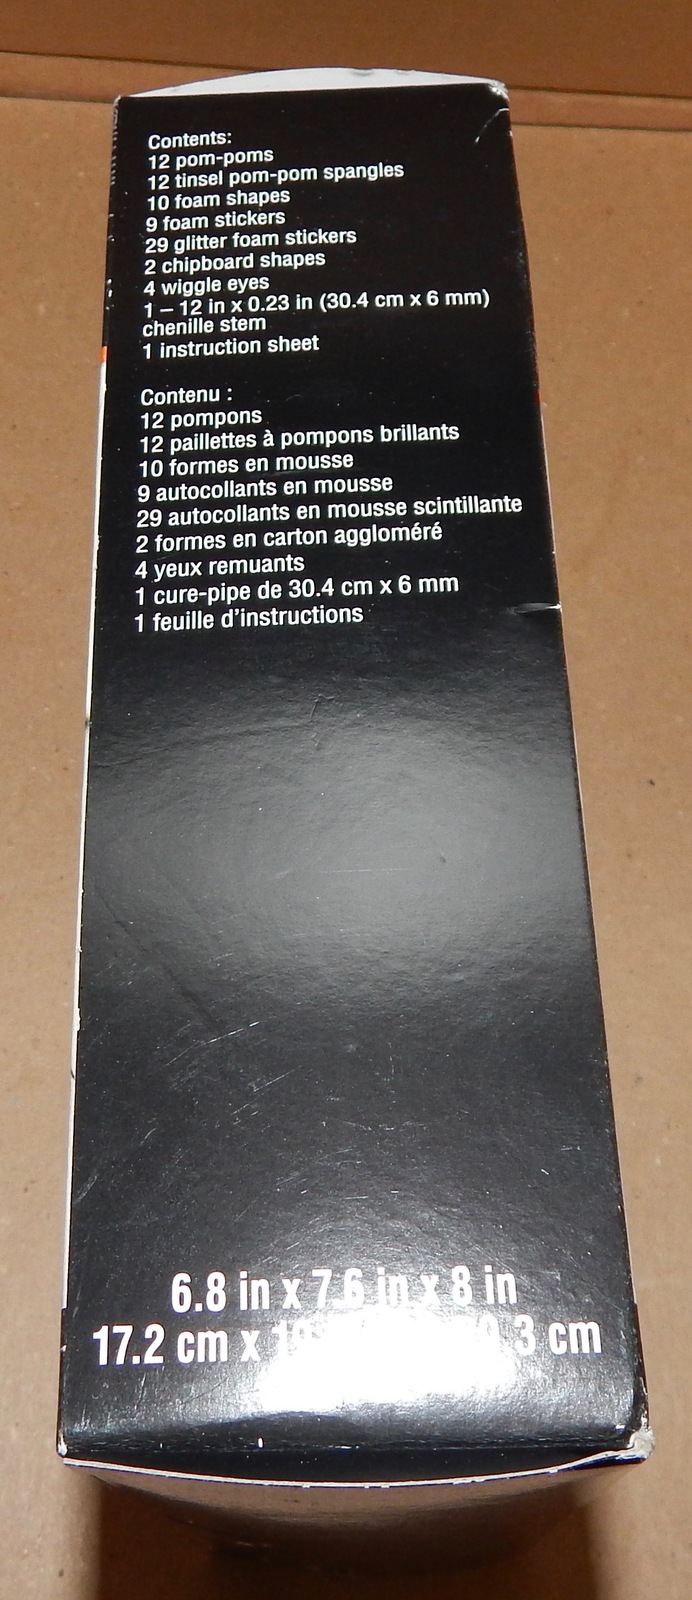 Contents:
12 pom-poms
12 tinsel pom-pom spangles
10 foam shapes
9 foam stickers
29 glitter foam stickers
2 chipboard shapes
4 wiggle eyes
1 – 12 in x 0.23 in (30.4 cm x 6 mm)
chenille stem
1 instruction sheet
Contenu :
12 pompons
12 paillettes à pompons brillants
10 formes en mousse
9 autocollants en mousse
29 autocollants en mousse scintillante
2 formes en carton aggloméré
4 yeux remuants
1 cure-pipe de 30.4 cm x 6 mm
1 feuille d'instructions
6.8 in x 7.6 in x 8 in
17.2 cm x cm